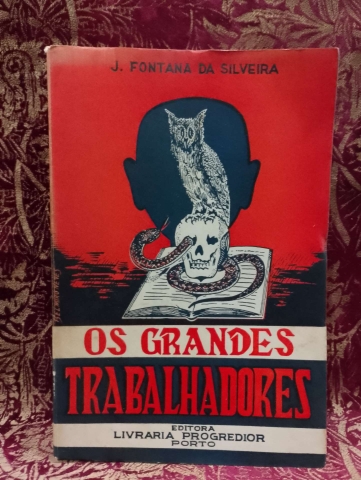 J. FONTANA DA SILVEIRA
OS GRANDES
TRABALHADORES
EDITORA
LIVRARIA PROGREDIOR
PORTO